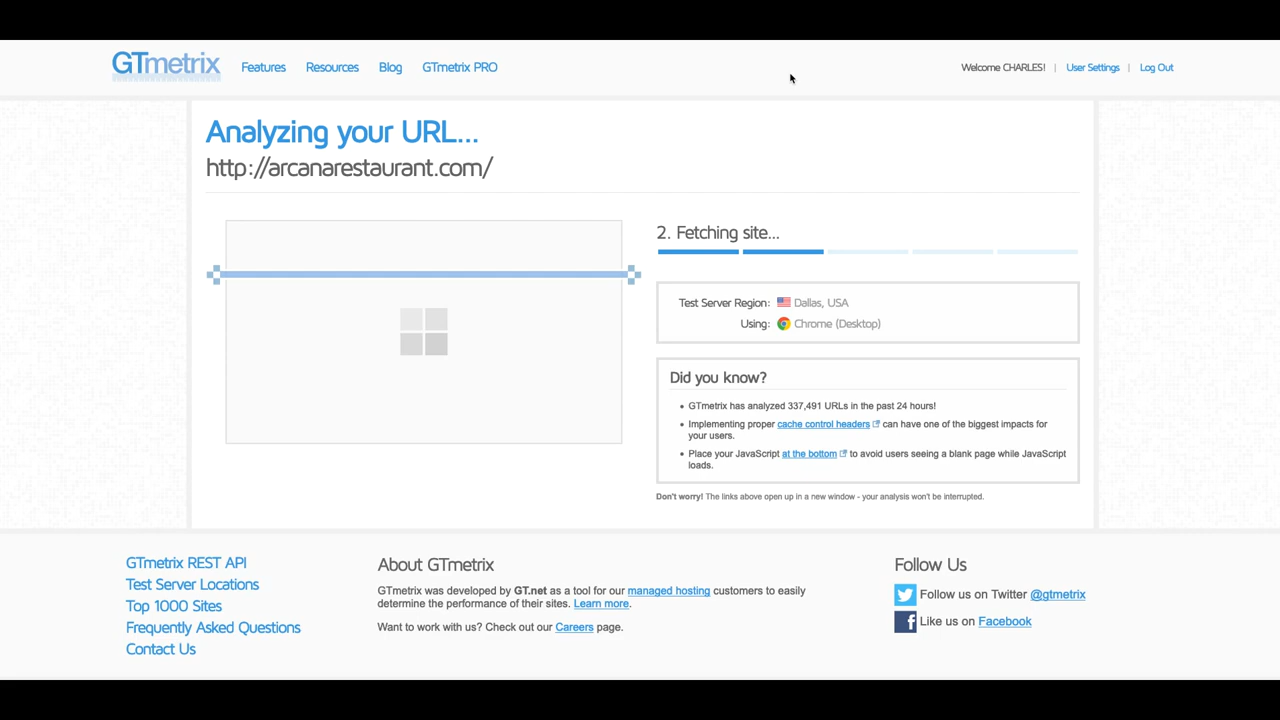 GTmetrix
Features
Resources
Blog
GTmetrix PRO
Welcome CHARLES! | User Settings | Log Out
Analyzing your URL...
http://arcanarestaurant.com/
2. Fetching site...
Test Server Region: Dallas, USA
Using: Chrome (Desktop)
Did you know?
• GTmetrix has analyzed 337,491 URLs in the past 24 hours!
• Implementing proper cache control headers can have one of the biggest impacts for
your users.
• Place your JavaScript at the bottom to avoid users seeing a blank page while JavaScript
loads.
Don't worry! The links above open up in a new window - your analysis won't be interrupted.
GTmetrix REST API
Test Server Locations
Top 1000 Sites
Frequently Asked Questions
Contact Us
About GTmetrix
GTmetrix was developed by GT.net as a tool for our managed hosting customers to easily
determine the performance of their sites. Learn more.
Want to work with us? Check out our Careers page.
Follow Us
Follow us on Twitter @gtmetrix
Like us on Facebook